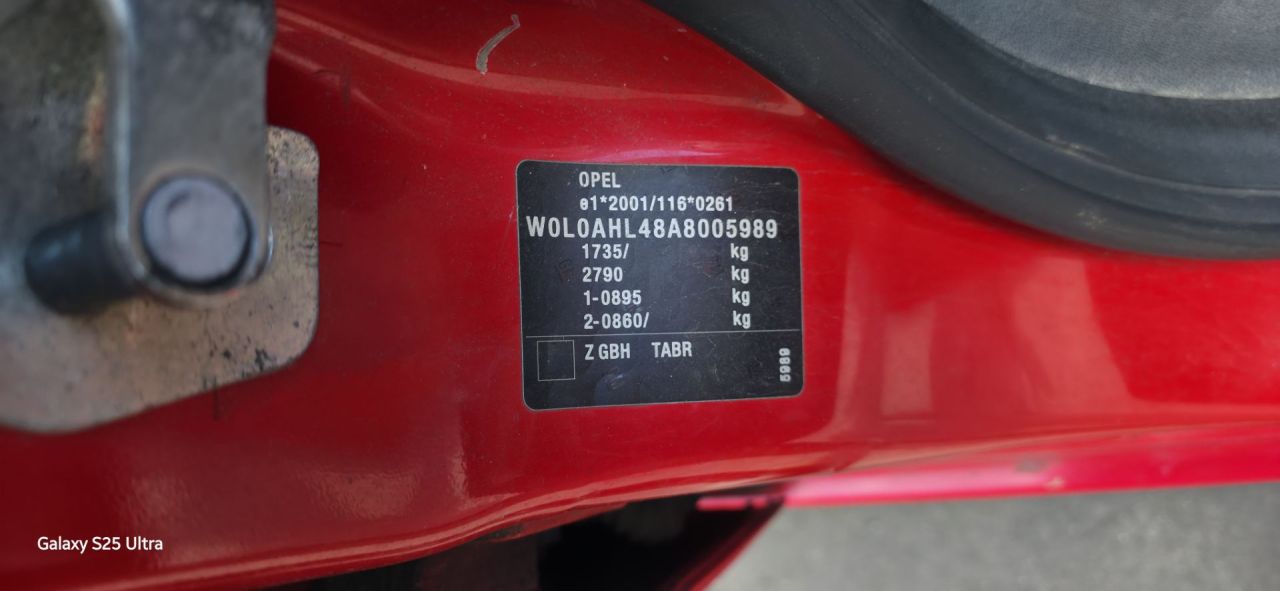 OPEL
e1*2001/116*0261
W0L0AHL48A8005989
1735/ kg
2790 kg
1-0895 kg
2-0860/ kg
Z GBH TABR
5989
Galaxy S25 Ultra